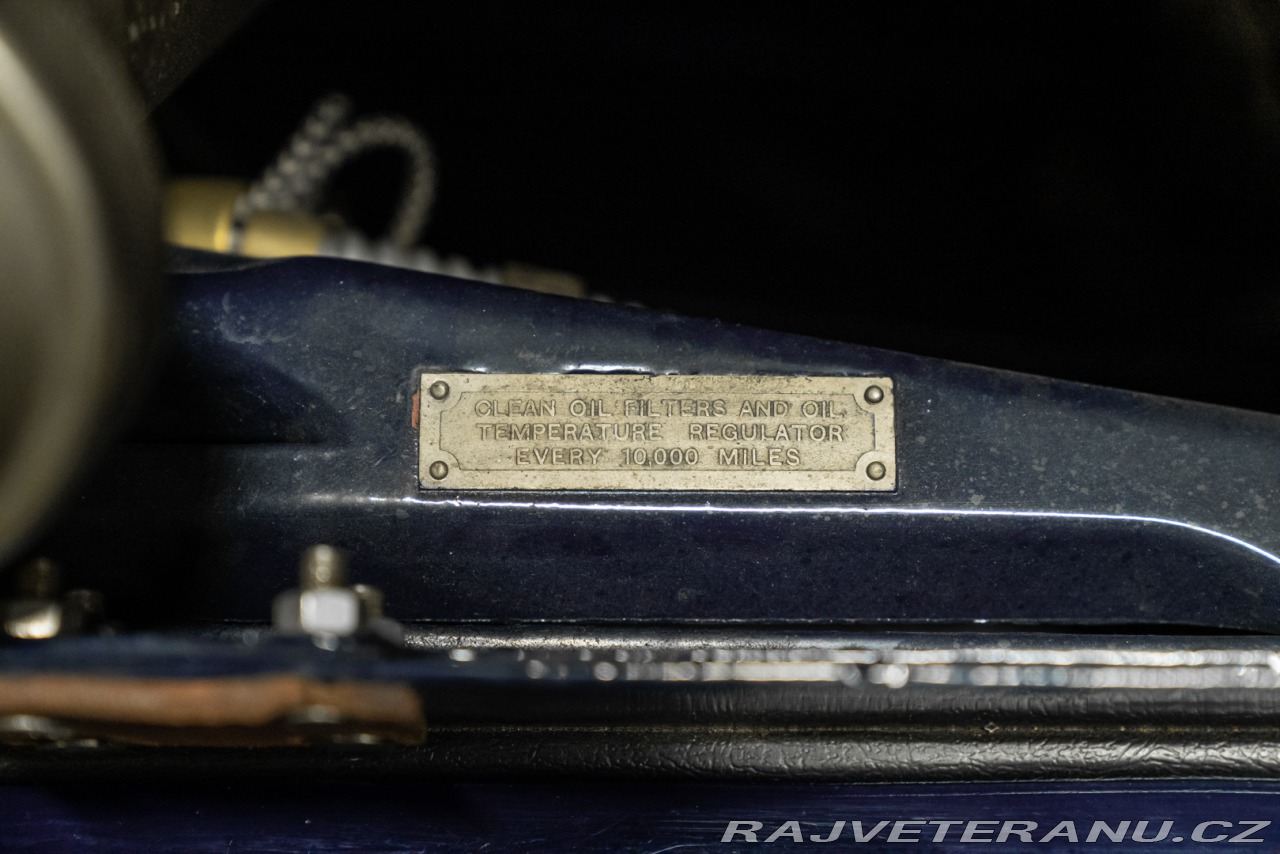 CLEAN OIL FILTERS AND OIL
TEMPERATURE REGULATOR
EVERY 10,000 MILES
RAJVETERANU.CZ